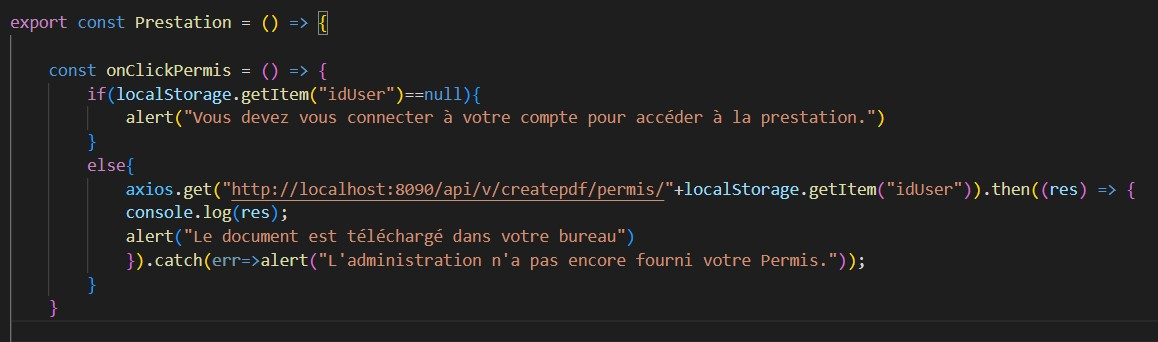 export const Prestation = () => {
const onClickPermis = () => {
if(localStorage.getItem("idUser")==null){
alert("Vous devez vous connecter à votre compte pour accéder à la prestation.")
}
else{
axios.get("http://localhost:8090/api/v/createpdf/permis/"+localStorage.getItem("idUser")).then((res) => {
console.log(res);
alert("Le document est téléchargé dans votre bureau")
}).catch(err=>alert("L'administration n'a pas encore fourni votre Permis."));
}
}